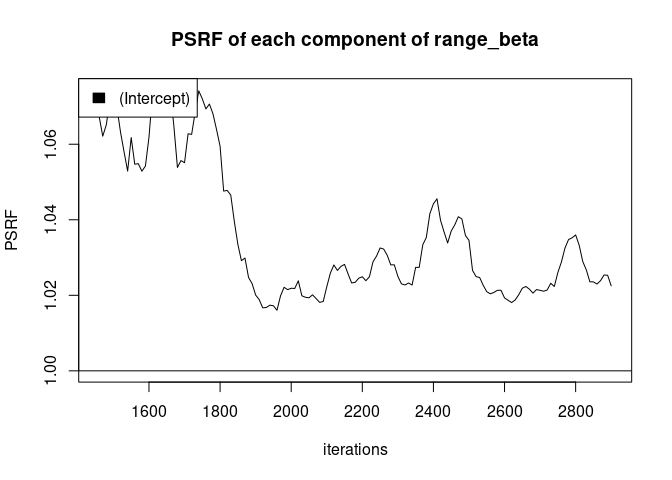 PSRF of each component of range_beta
(Intercept)
PSRF
1.06
1.04
1.02
1.00
1600 1800 2000 2200 2400 2600 2800
iterations